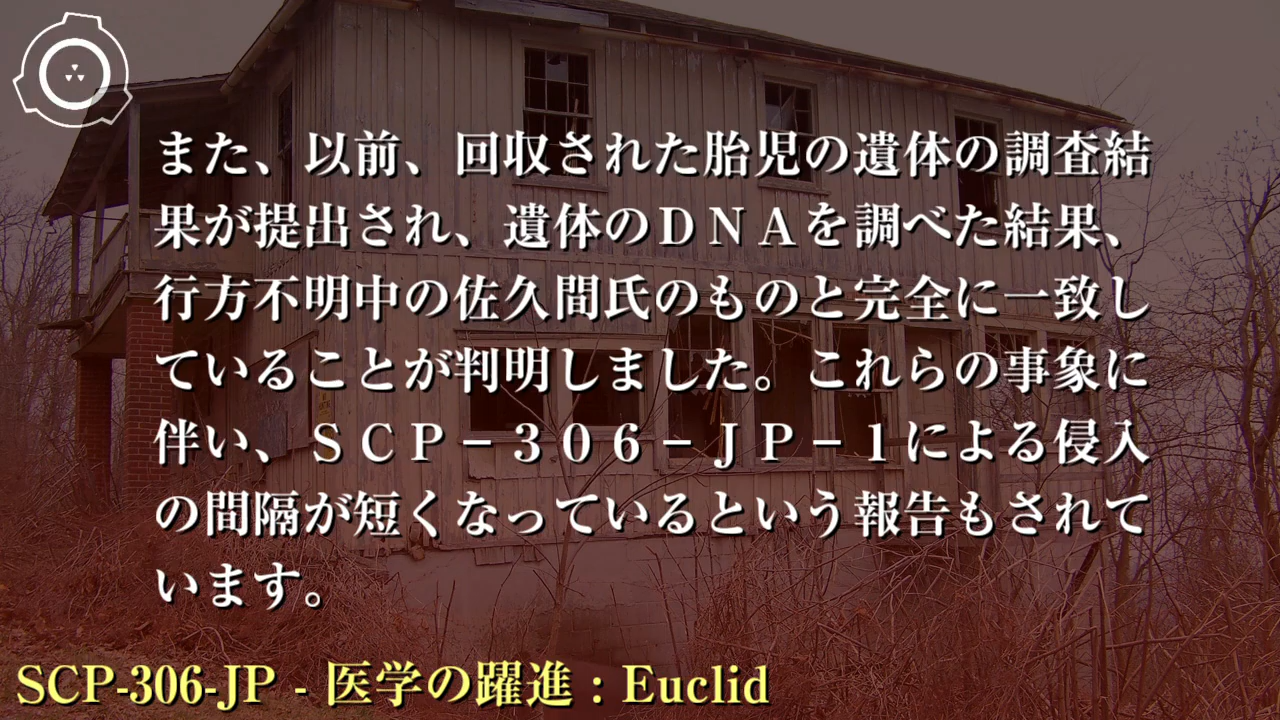 また、以前、回収された胎児の遺体の調査結
果が提出され、遺体のＤＮＡを調べた結果、
行方不明中の佐久間氏のものと完全に一致し
ていることが判明しました。これらの事象に
伴い、ＳＣＰ－３０６－ＪＰ－１による侵入
の間隔が短くなっているという報告もされて
います。
SCP-306-JP - 医学の躍進：Euclid